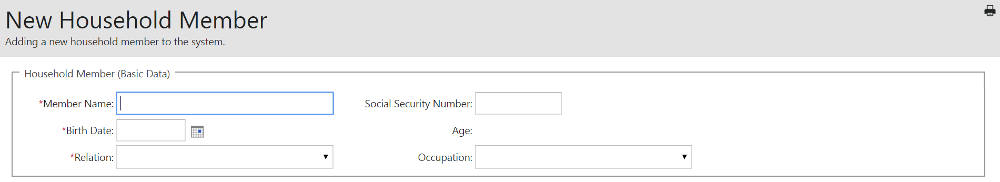 New Household Member
Adding a new household member to the system.
Household Member (Basic Data)
*Member Name: Social Security Number:
*Birth Date: Age:
*Relation: Occupation: